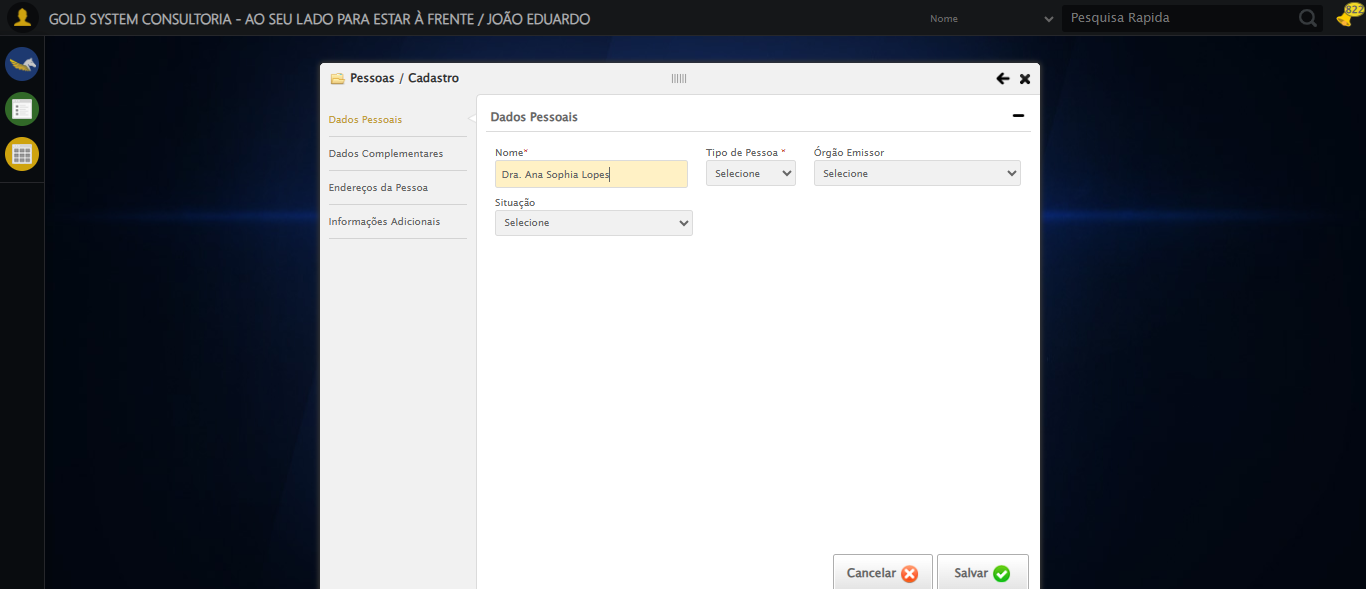 GOLD SYSTEM CONSULTORIA - AO SEU LADO PARA ESTAR À FRENTE / JOÃO EDUARDO
Nome
Pesquisa Rapida
822
Pessoas / Cadastro
Dados Pessoais
Dados Complementares
Endereços da Pessoa
Informações Adicionais
Dados Pessoais
Nome*
Tipo de Pessoa *
Órgão Emissor
Dra. Ana Sophia Lopes
Selecione
Selecione
Situação
Selecione
Cancelar
Salvar